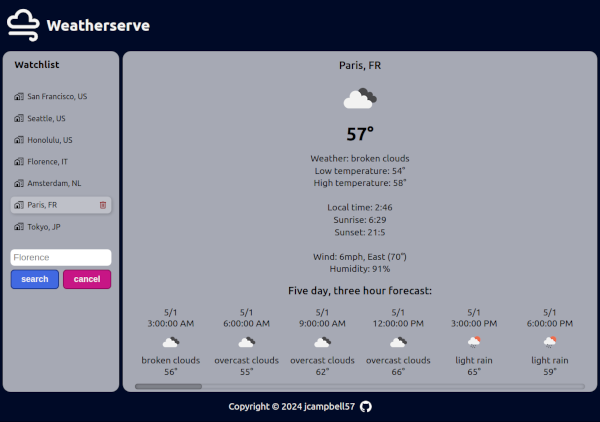 Weatherserve
Watchlist
San Francisco, US
Seattle, US
Honolulu, US
Florence, IT
Amsterdam, NL
Paris, FR
Tokyo, JP
Florence
search cancel
Paris, FR
57°
Weather: broken clouds
Low temperature: 54°
High temperature: 58°
Local time: 2:46
Sunrise: 6:29
Sunset: 21:5
Wind: 6mph, East (70°)
Humidity: 91%
Five day, three hour forecast:
5/1 5/1 5/1 5/1 5/1 5/1
3:00:00 AM 6:00:00 AM 9:00:00 AM 12:00:00 PM 3:00:00 PM 6:00:00 PM
broken clouds overcast clouds overcast clouds overcast clouds light rain light rain
56° 55° 62° 66° 65° 59°
Copyright © 2024 jcampbell57